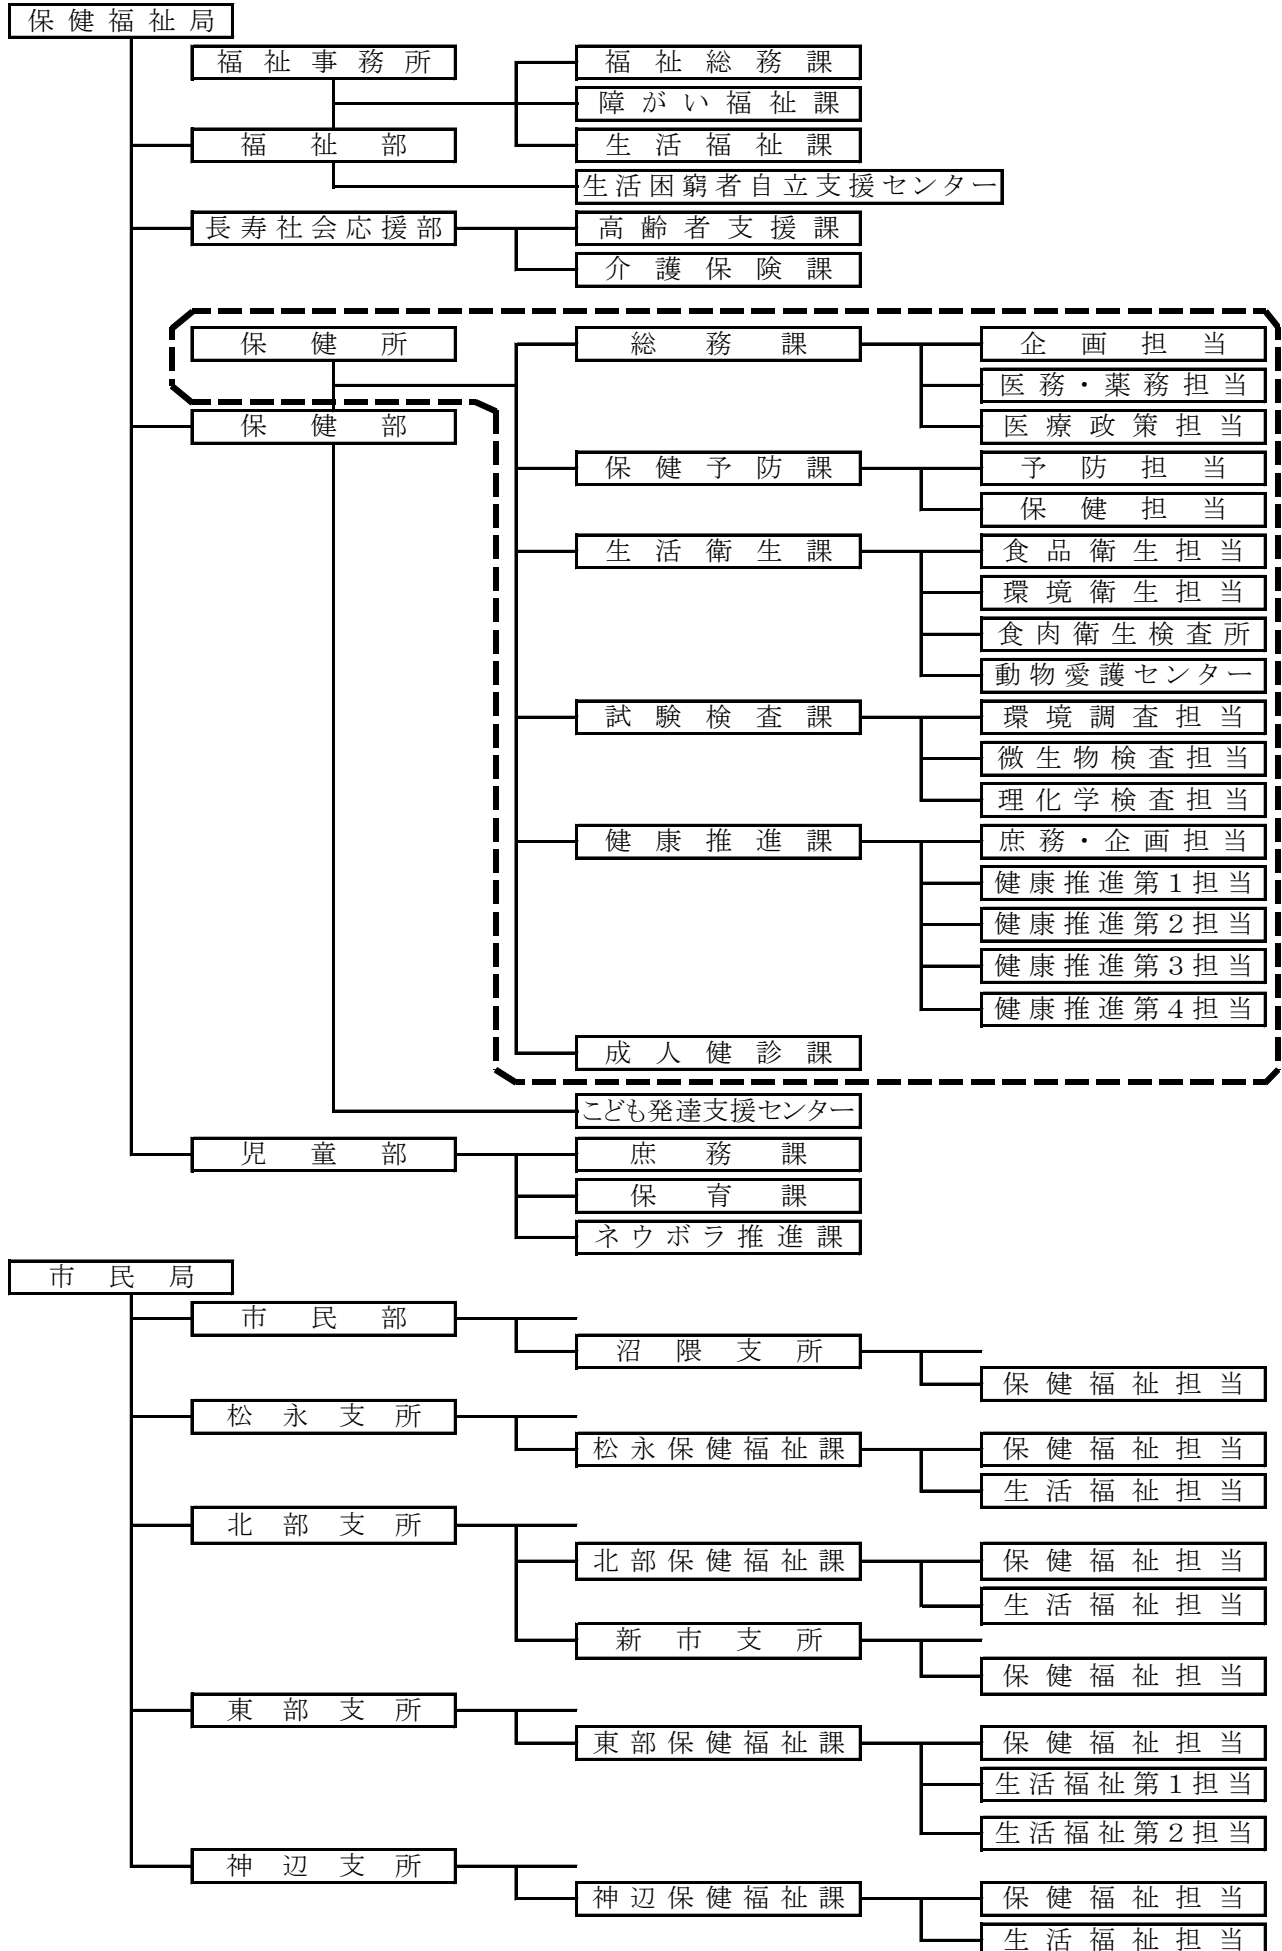 保健福祉局
福祉事務所
福祉総務課
障がい福祉課
福祉部
生活福祉課
生活困窮者自立支援センター
長寿社会応援部
高齢者支援課
介護保険課
保健所
総務課
企画担当
医務・薬務担当
保健部
医療政策担当
保健予防課
予防担当
保健担当
生活衛生課
食品衛生担当
環境衛生担当
食肉衛生検査所
動物愛護センター
試験検査課
環境調査担当
微生物検査担当
理化学検査担当
健康推進課
庶務・企画担当
健康推進第1担当
健康推進第2担当
健康推進第3担当
健康推進第4担当
成人健診課
こども発達支援センター
児童部
庶務課
保育課
ネウボラ推進課
市民局
市民部
沼隈支所
保健福祉担当
松永支所
松永保健福祉課
保健福祉担当
生活福祉担当
北部支所
北部保健福祉課
保健福祉担当
生活福祉担当
新市支所
保健福祉担当
東部支所
東部保健福祉課
保健福祉担当
生活福祉第1担当
生活福祉第2担当
神辺支所
神辺保健福祉課
保健福祉担当
生活福祉担当